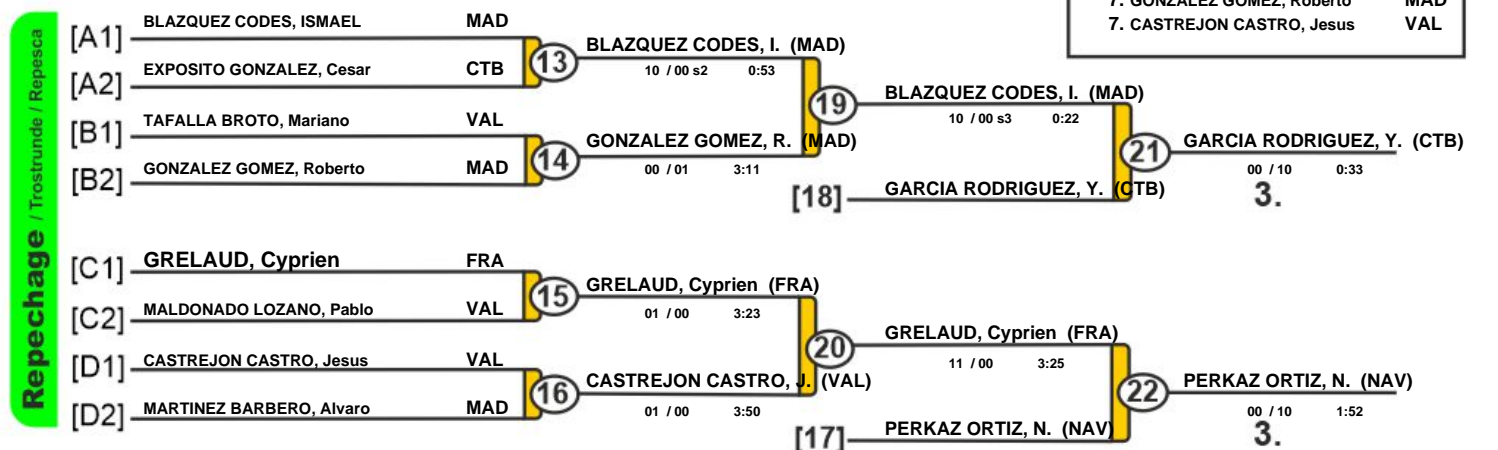 7. GONZALEZ GOMEZ, Roberto MAD
7. CASTREJON CASTRO, Jesus VAL
Repechage / Trostrunde / Repesca
[A1] BLAZQUEZ CODES, ISMAEL MAD
[A2] EXPOSITO GONZALEZ, Cesar CTB
13 BLAZQUEZ CODES, I. (MAD)
10 / 00 s2 0:53
[B1] TAFALLA BROTO, Mariano VAL
[B2] GONZALEZ GOMEZ, Roberto MAD
14 GONZALEZ GOMEZ, R. (MAD)
00 / 01 3:11
19 BLAZQUEZ CODES, I. (MAD)
10 / 00 s3 0:22
[18] GARCIA RODRIGUEZ, Y. (CTB)
21 GARCIA RODRIGUEZ, Y. (CTB)
00 / 10 0:33
3.
[C1] GRELAUD, Cyprien FRA
[C2] MALDONADO LOZANO, Pablo VAL
15 GRELAUD, Cyprien (FRA)
01 / 00 3:23
[D1] CASTREJON CASTRO, Jesus VAL
[D2] MARTINEZ BARBERO, Alvaro MAD
16 CASTREJON CASTRO, J. (VAL)
01 / 00 3:50
20 GRELAUD, Cyprien (FRA)
11 / 00 3:25
[17] PERKAZ ORTIZ, N. (NAV)
22 PERKAZ ORTIZ, N. (NAV)
00 / 10 1:52
3.